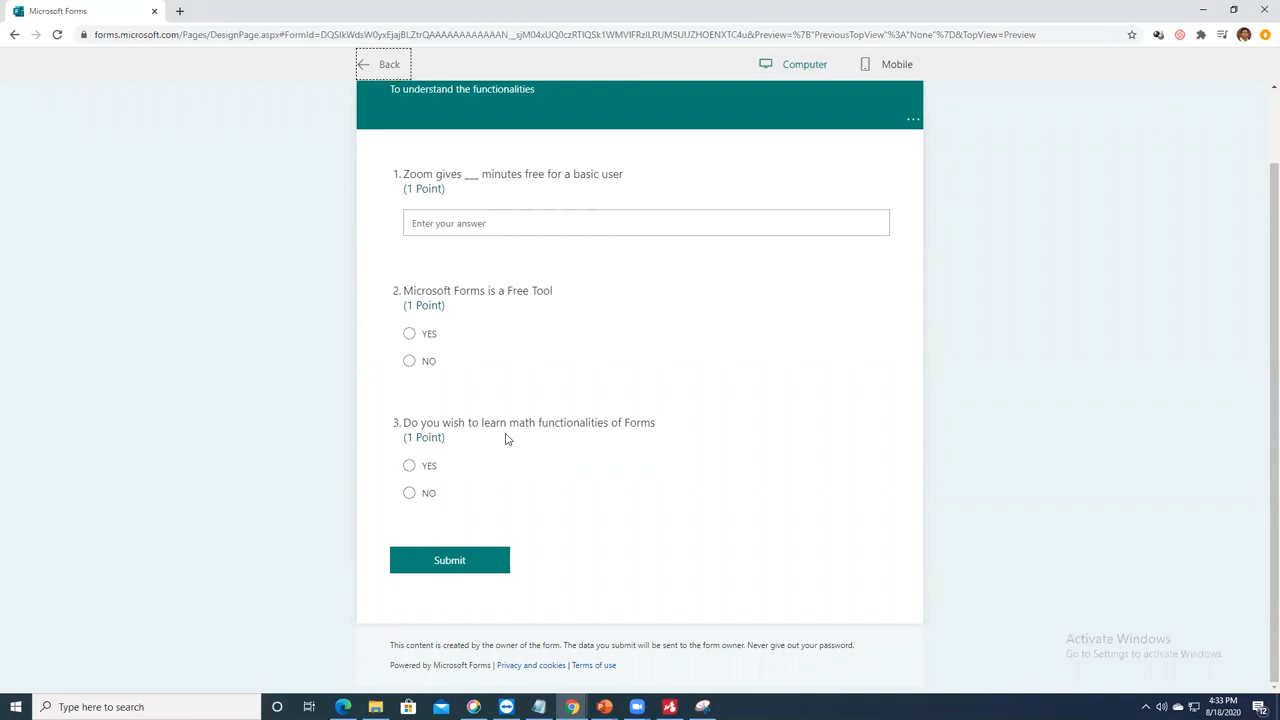 Microsoft Forms
forms.microsoft.com/Pages/DesignPage.aspx#FormId=DQSIkWdsW0yxEjajBLZtrQAAAAAAAAAAAAN__sjM04xUQ0czRTIQSk1WMVlFRzlLRUM5UUZHOENXTC4u&Preview=%7B"PreviousTopView"%3A"None"%7D&TopView=Preview
Back
Computer
Mobile
To understand the functionalities
1. Zoom gives ___ minutes free for a basic user
(1 Point)
Enter your answer
2. Microsoft Forms is a Free Tool
(1 Point)
YES
NO
3. Do you wish to learn math functionalities of Forms
(1 Point)
YES
NO
Submit
This content is created by the owner of the form. The data you submit will be sent to the form owner. Never give out your password.
Powered by Microsoft Forms | Privacy and cookies | Terms of use
Activate Windows
Go to Settings to activate Windows.
Type here to search
4:33 PM
8/18/2020
12